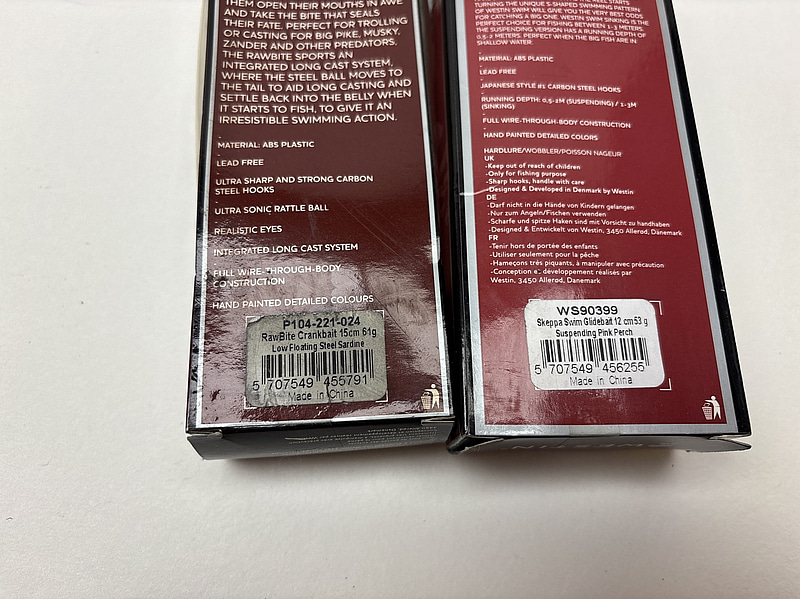 THEM OPEN THEIR MOUTHS IN AWE
AND TAKE THE BITE THAT SEALS
THEIR FATE. PERFECT FOR TROLLING
OR CASTING FOR BIG PIKE, MUSKY,
ZANDER AND OTHER PREDATORS.
THE RAWBITE SPORTS AN
INTEGRATED LONG CAST SYSTEM,
WHERE THE STEEL BALL MOVES TO
THE TAIL TO AID LONG CASTING AND
SETTLE BACK INTO THE BELLY WHEN
IT STARTS TO FISH, TO GIVE IT AN
IRRESISTIBLE SWIMMING ACTION.
MATERIAL: ABS PLASTIC
LEAD FREE
ULTRA SHARP AND STRONG CARBON
STEEL HOOKS
ULTRA SONIC RATTLE BALL
REALISTIC EYES
INTEGRATED LONG CAST SYSTEM
FULL WIRE-THROUGH-BODY
CONSTRUCTION
HAND PAINTED DETAILED COLOURS
P104-221-024
RawBite Crankbait 15cm 61g
Low Floating Steel Sardine
5 707549 455791
Made in China
TURNING THE UNIQUE S-SHAPED SWIMMING PATTERN
OF WESTIN SWIM WILL GIVE YOU THE VERY BEST ODDS
FOR CATCHING A BIG ONE. WESTIN SWIM SINKING IS THE
PERFECT CHOICE FOR FISHING BETWEEN 1-3 METERS.
THE SUSPENDING VERSION HAS A RUNNING DEPTH OF
0,5-2 METERS. PERFECT WHEN THE BIG FISH ARE IN
SHALLOW WATER.
MATERIAL: ABS PLASTIC
LEAD FREE
JAPANESE STYLE #1 CARBON STEEL HOOKS
RUNNING DEPTH: 0,5-2M (SUSPENDING) / 1-3M
(SINKING)
FULL WIRE-THROUGH-BODY CONSTRUCTION
HAND PAINTED DETAILED COLORS
HARDLURE/WOBBLER/POISSON NAGEUR
UK
-Keep out of reach of children
-Only for fishing purpose
-Sharp hooks, handle with care
-Designed & Developed in Denmark by Westin
DE
-Darf nicht in die Hände von Kindern gelangen
-Nur zum Angeln/Fischen verwenden
-Scharfe und spitze Haken sind mit Vorsicht zu handhaben
-Designed & Entwickelt von Westin, 3450 Allerod, Dänemark
FR
-Tenir hors de portée des enfants
-Utiliser seulement pour la pêche
-Hameçons trés piquants, à manipuler avec précaution
-Conception et développement réalisés par
Westin, 3450 Allerod, Danemark
WS90399
Skeppa Swim Glidebait 12 cm 53 g
Suspending Pink Perch
5 707549 456255
Made in China